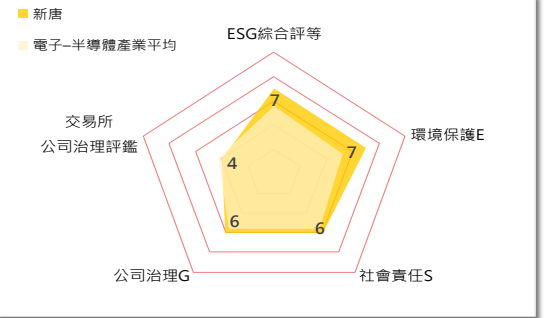 新唐
電子–半導體產業平均
ESG綜合評等
7
環境保護E
7
交易所
公司治理評鑑
4
6
6
公司治理G
社會責任S